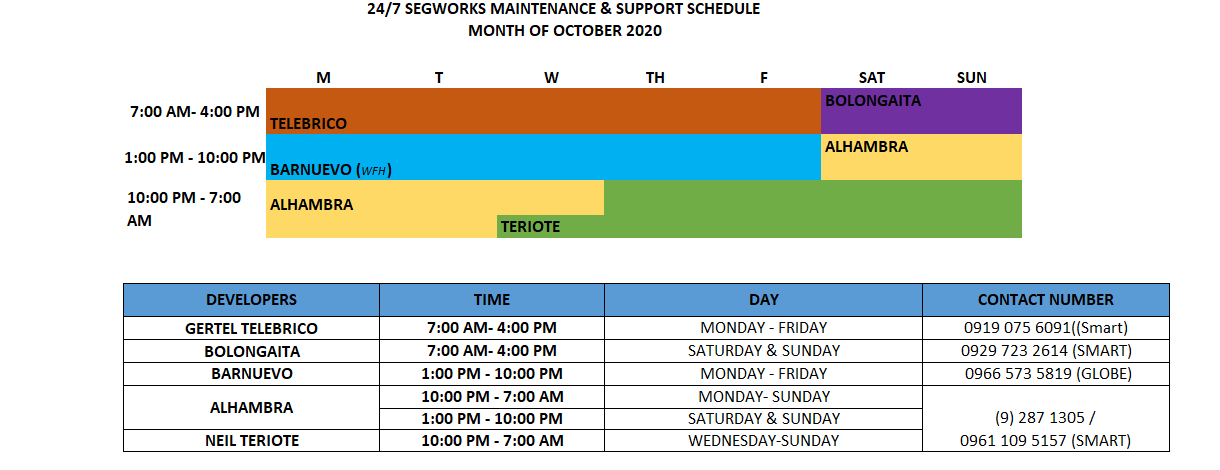 24/7 SEGWORKS MAINTENANCE & SUPPORT SCHEDULE
MONTH OF OCTOBER 2020
M T W TH F SAT SUN
7:00 AM- 4:00 PM
BOLONGAITA
TELEBRICO
1:00 PM - 10:00 PM
ALHAMBRA
BARNUEVO (WFH)
10:00 PM - 7:00
AM
ALHAMBRA
TERIOTE
DEVELOPERS TIME DAY CONTACT NUMBER
GERTEL TELEBRICO 7:00 AM- 4:00 PM MONDAY - FRIDAY 0919 075 6091((Smart)
BOLONGAITA 7:00 AM- 4:00 PM SATURDAY & SUNDAY 0929 723 2614 (SMART)
BARNUEVO 1:00 PM - 10:00 PM MONDAY - FRIDAY 0966 573 5819 (GLOBE)
ALHAMBRA 10:00 PM - 7:00 AM MONDAY- SUNDAY
1:00 PM - 10:00 PM SATURDAY & SUNDAY (9) 287 1305 /
NEIL TERIOTE 10:00 PM - 7:00 AM WEDNESDAY-SUNDAY 0961 109 5157 (SMART)